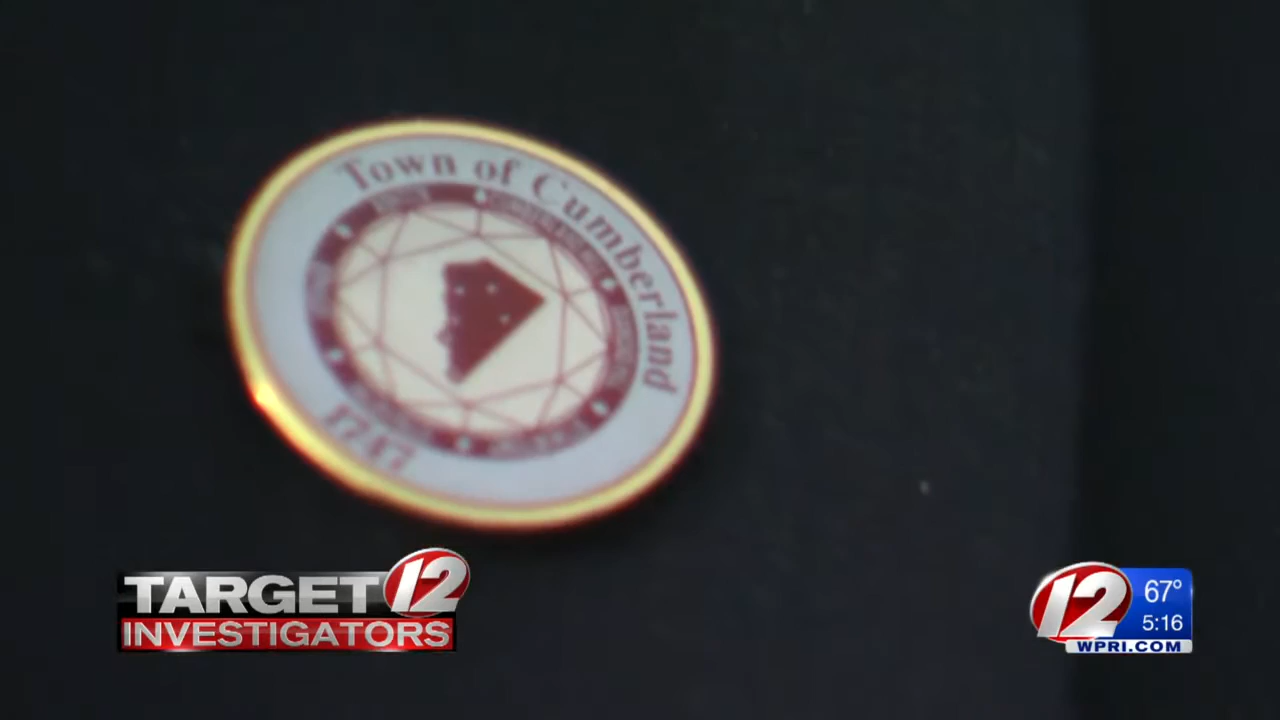 Town of Cumberland
1747
TARGET 12
INVESTIGATORS
12
67°
5:16
WPRI.COM